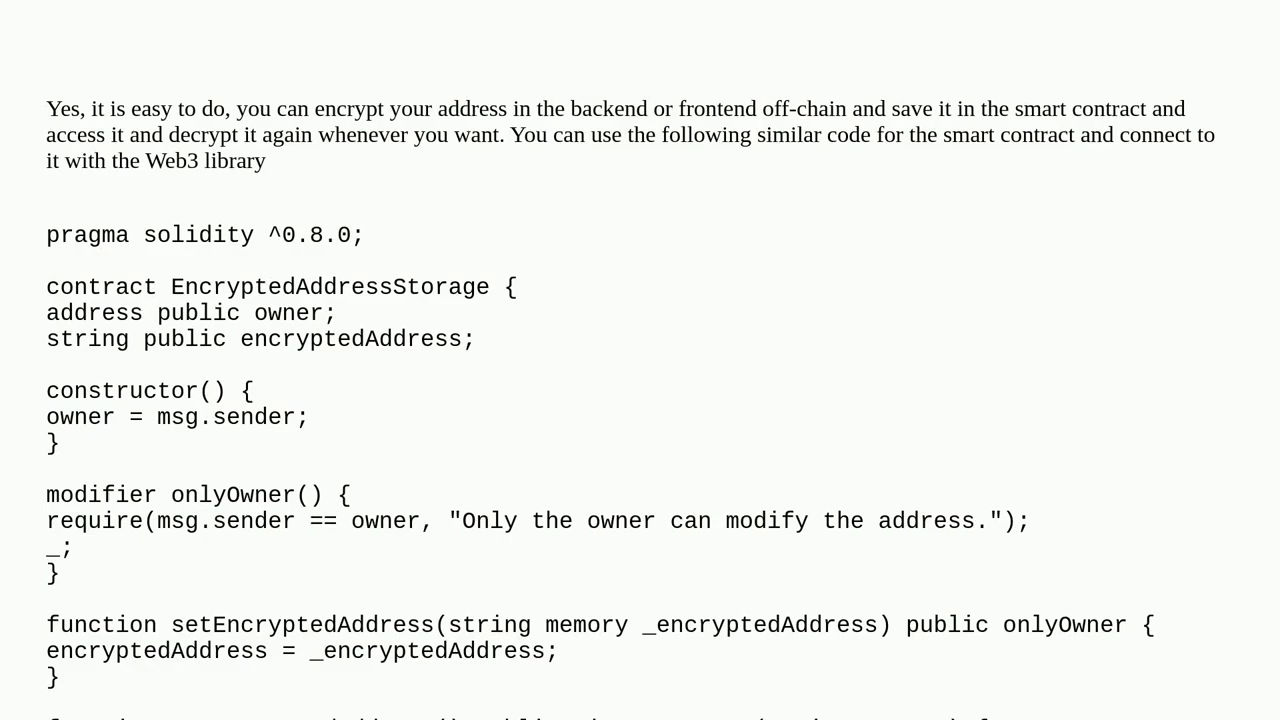 Yes, it is easy to do, you can encrypt your address in the backend or frontend off-chain and save it in the smart contract and
access it and decrypt it again whenever you want. You can use the following similar code for the smart contract and connect to
it with the Web3 library
pragma solidity ^0.8.0;
contract EncryptedAddressStorage {
address public owner;
string public encryptedAddress;
constructor() {
owner = msg.sender;
}
modifier onlyOwner() {
require(msg.sender == owner, "Only the owner can modify the address.");
_;
}
function setEncryptedAddress(string memory _encryptedAddress) public onlyOwner {
encryptedAddress = _encryptedAddress;
}